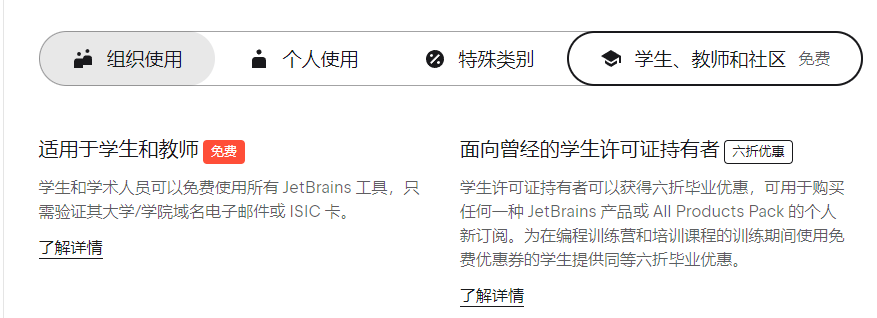 组织使用
个人使用
特殊类别
学生、教师和社区 免费
适用于学生和教师 免费
学生和学术人员可以免费使用所有 JetBrains 工具，只
需验证其大学/学院域名电子邮件或 ISIC 卡。
了解详情
面向曾经的学生许可证持有者 六折优惠
学生许可证持有者可以获得六折毕业优惠，可用于购买
任何一种 JetBrains 产品或 All Products Pack 的个人
新订阅。为在编程训练营和培训课程的训练期间使用免
费优惠券的学生提供同等六折毕业优惠。
了解详情